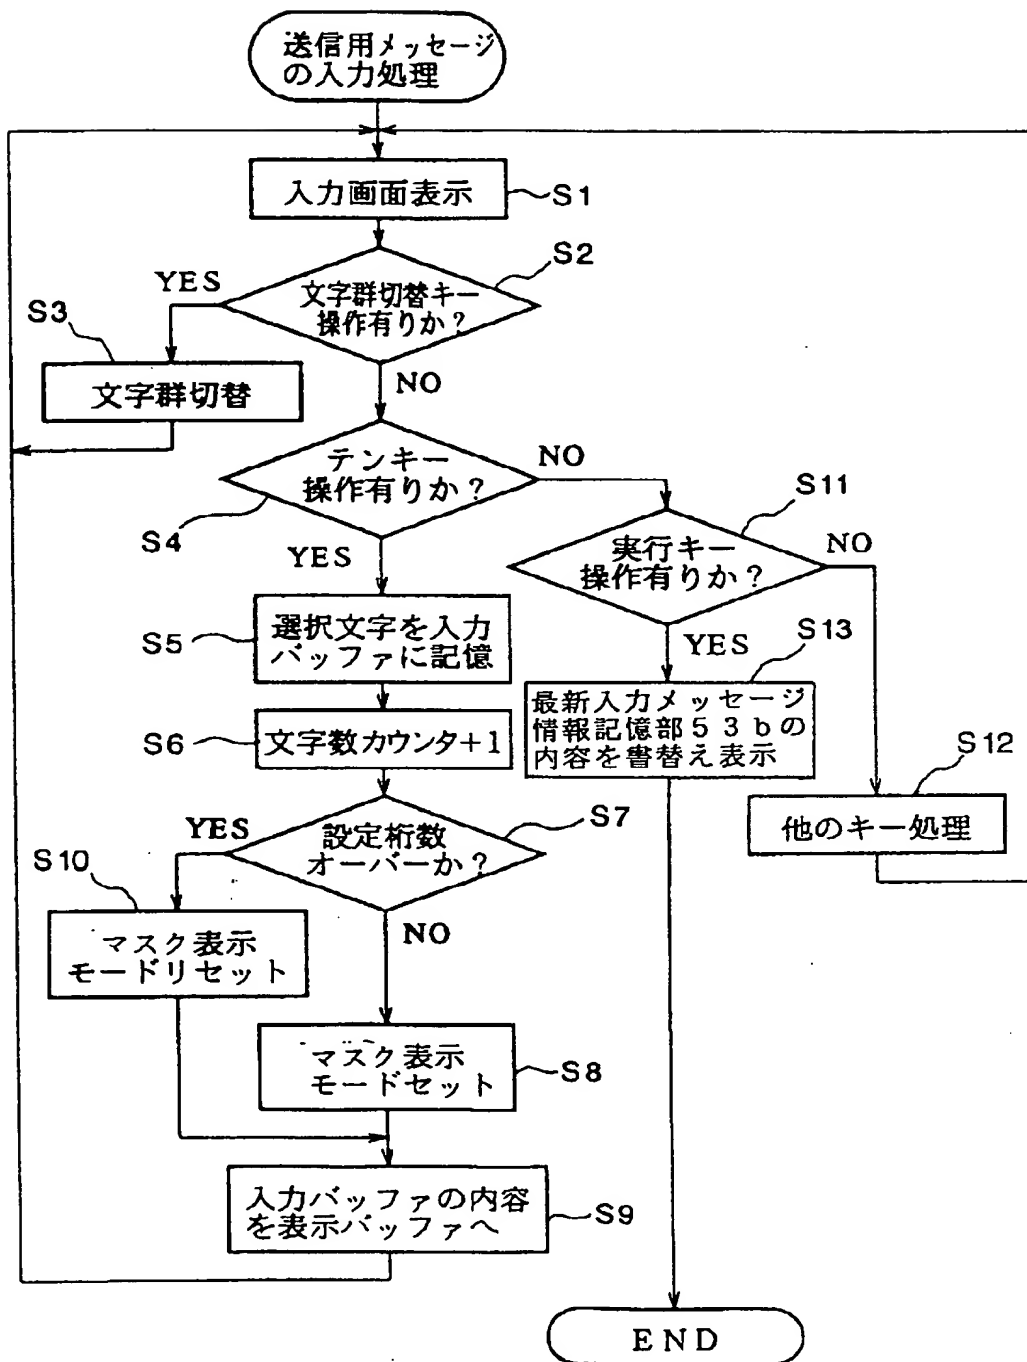 送信用メッセージ
の入力処理
入力画面表示
S1
S2
YES
文字群切替キー
操作有りか?
S3
文字群切替
NO
テンキー
操作有りか?
NO
S4
YES
S11
実行キー
操作有りか?
NO
S5
選択文字を入力
バッファに記憶
YES
S13
最新入力メッセージ
情報記憶部53bの
内容を書替え表示
S6
文字数カウンタ+1
S12
他のキー処理
YES
設定桁数
オーバーか?
S7
S10
マスク表示
モードリセット
NO
マスク表示
モードセット
S8
入力バッファの内容
を表示バッファへ
S9
END